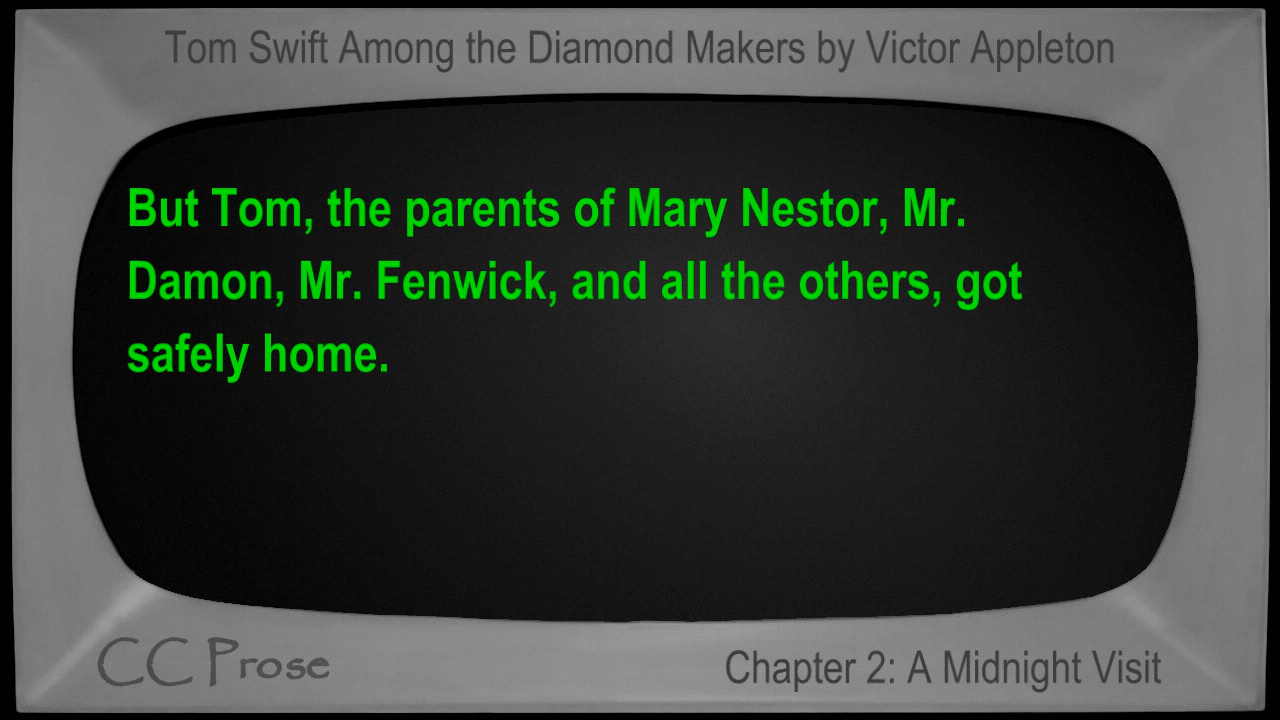 Tom Swift Among the Diamond Makers by Victor Appleton
But Tom, the parents of Mary Nestor, Mr.
Damon, Mr. Fenwick, and all the others, got
safely home.
CC Prose
Chapter 2: A Midnight Visit